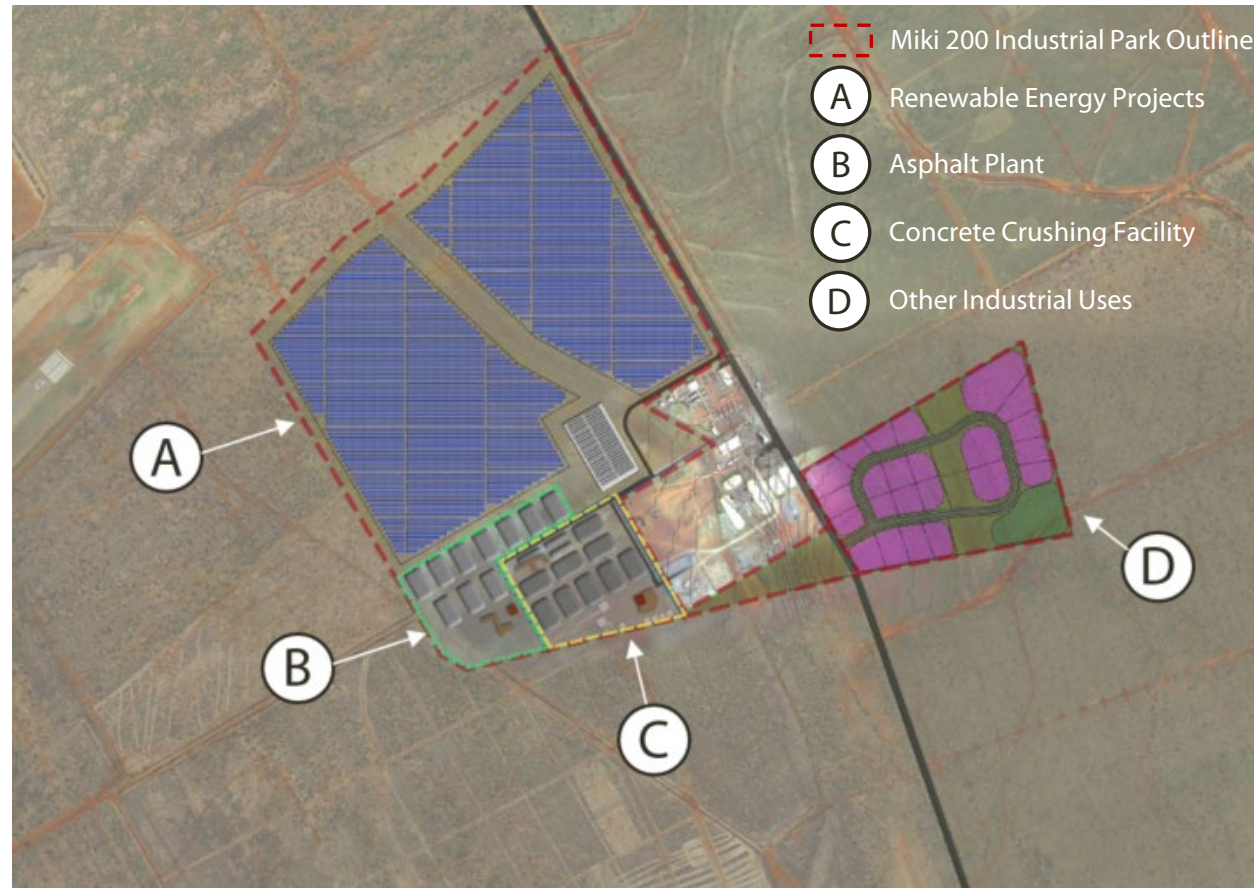 Miki 200 Industrial Park Outline
A Renewable Energy Projects
B Asphalt Plant
C Concrete Crushing Facility
D Other Industrial Uses
A
B
C
D